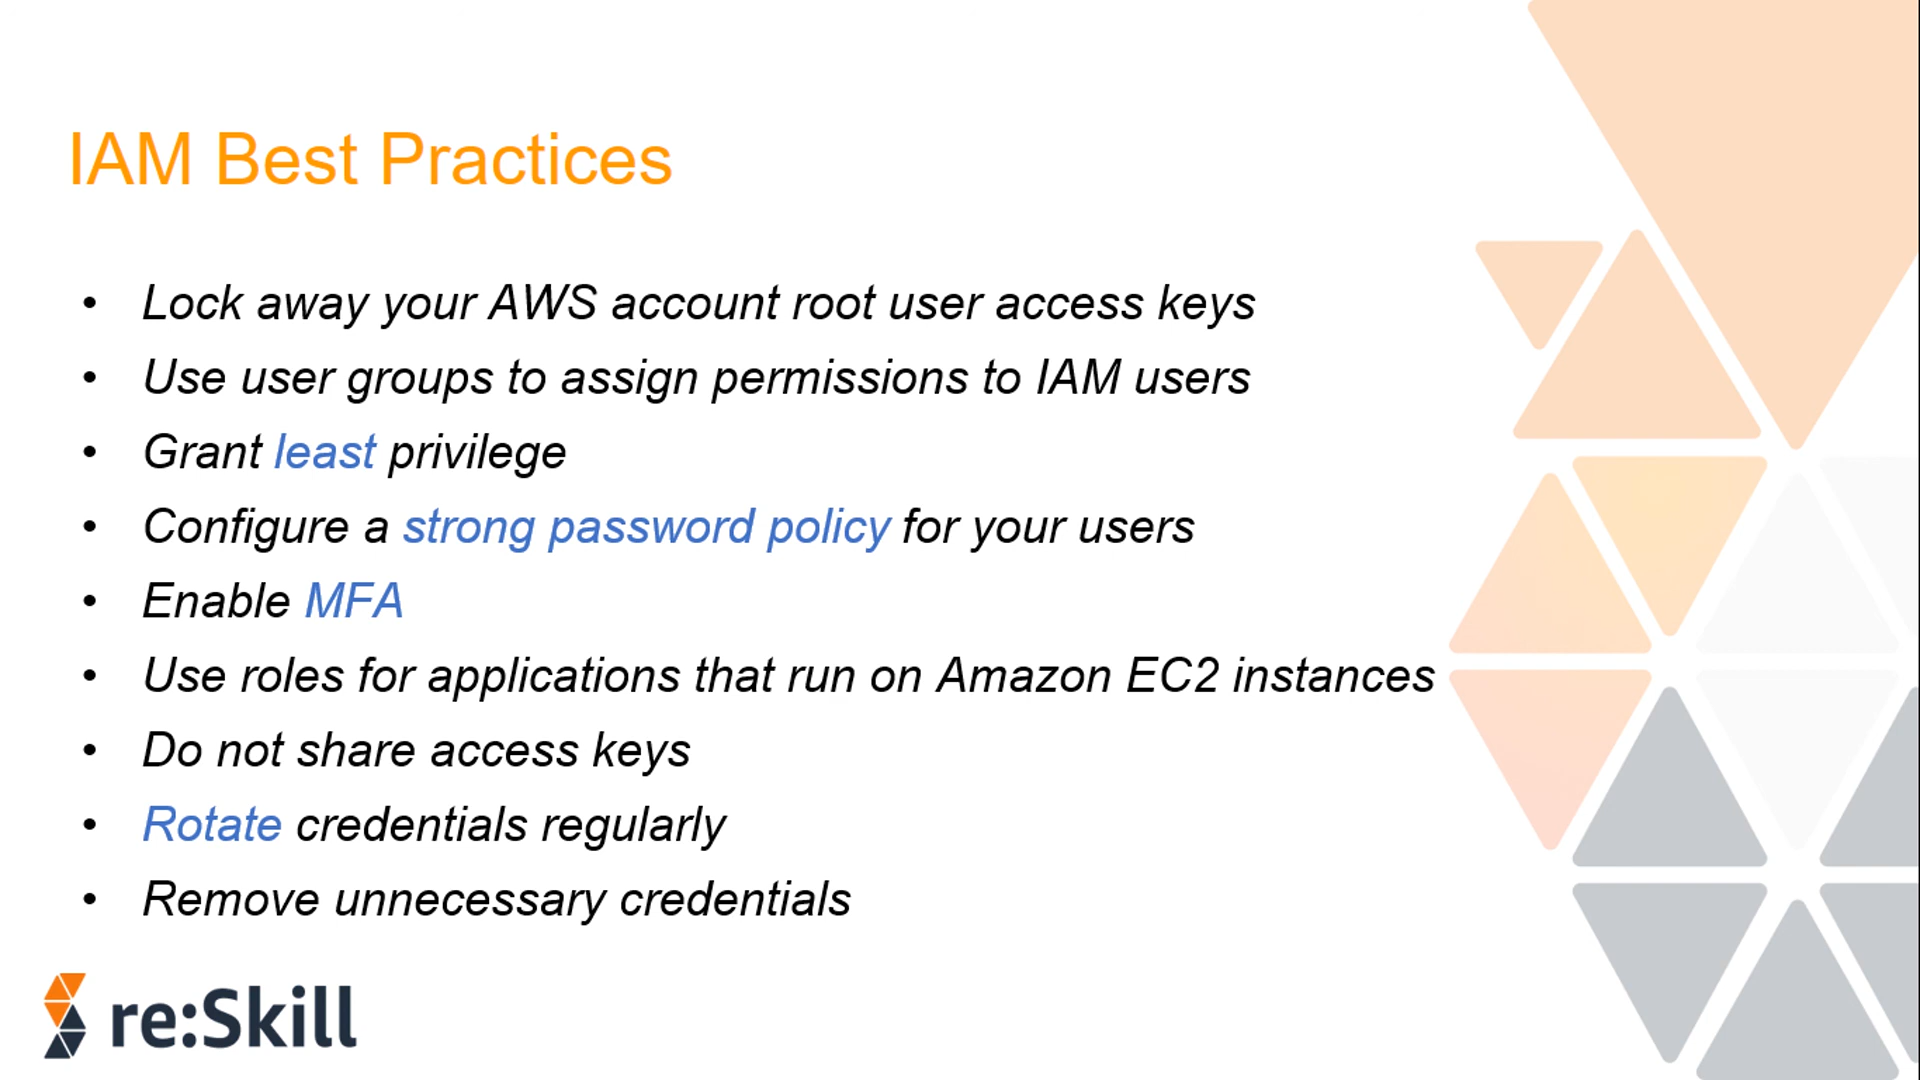 IAM Best Practices
• Lock away your AWS account root user access keys
• Use user groups to assign permissions to IAM users
• Grant least privilege
• Configure a strong password policy for your users
• Enable MFA
• Use roles for applications that run on Amazon EC2 instances
• Do not share access keys
• Rotate credentials regularly
• Remove unnecessary credentials
re:Skill